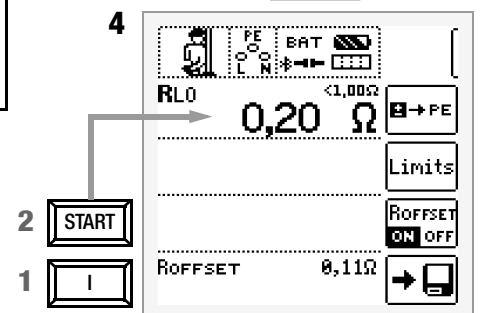 4
PE
L N
BAT
RLO
<1,00Ω
0,20 Ω
→PE
Limits
2 START
ROFFSET
ON OFF
1 I
ROFFSET 0,11Ω